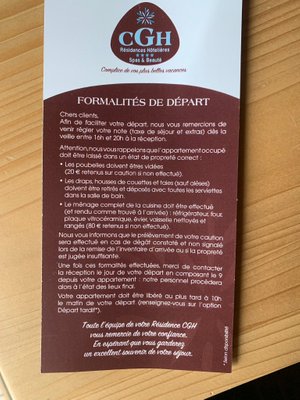 CGH
Résidences Hôtelières
★★★★
Spas & Beauté
Complice de vos plus belles vacances
FORMALITÉS DE DÉPART
Chers clients,
Afin de faciliter votre départ, nous vous remercions de
venir régler votre note (taxe de séjour et extras) dès
la veille entre 16h et 20h à la réception.
Attention, nous vous rappelons que l'appartement occupé
doit être laissé dans un état de propreté correct :
• Les poubelles doivent être vidées
(20 € retenus sur caution si non effectué).
• Les draps, housses de couettes et taies (sauf alèses)
doivent être retirés et déposés avec toutes les serviettes
dans la salle de bain.
• Le ménage complet de la cuisine doit être effectué
(et rendu comme trouvé à l'arrivée) : réfrigérateur, four,
plaque vitrocéramique, évier, vaisselle nettoyés et
rangés (80 € retenus si non effectué).
Nous vous informons que le prélèvement de votre caution
sera effectué en cas de dégât constaté et non signalé
lors de la remise de l'inventaire d'arrivée ou si la propreté
est jugée insuffisante.
Une fois ces formalités effectuées, merci de contacter
la réception le jour de votre départ en composant le 9
depuis votre appartement : notre personnel procédera
alors à l'état des lieux final.
Votre appartement doit être libéré au plus tard à 10h
le matin de votre départ (renseignez-vous sur l'option
Départ tardif*).
Toute l'équipe de votre Résidence CGH
vous remercie de votre confiance.
En espérant que vous garderez
un excellent souvenir de votre séjour.
* Selon disponibilité